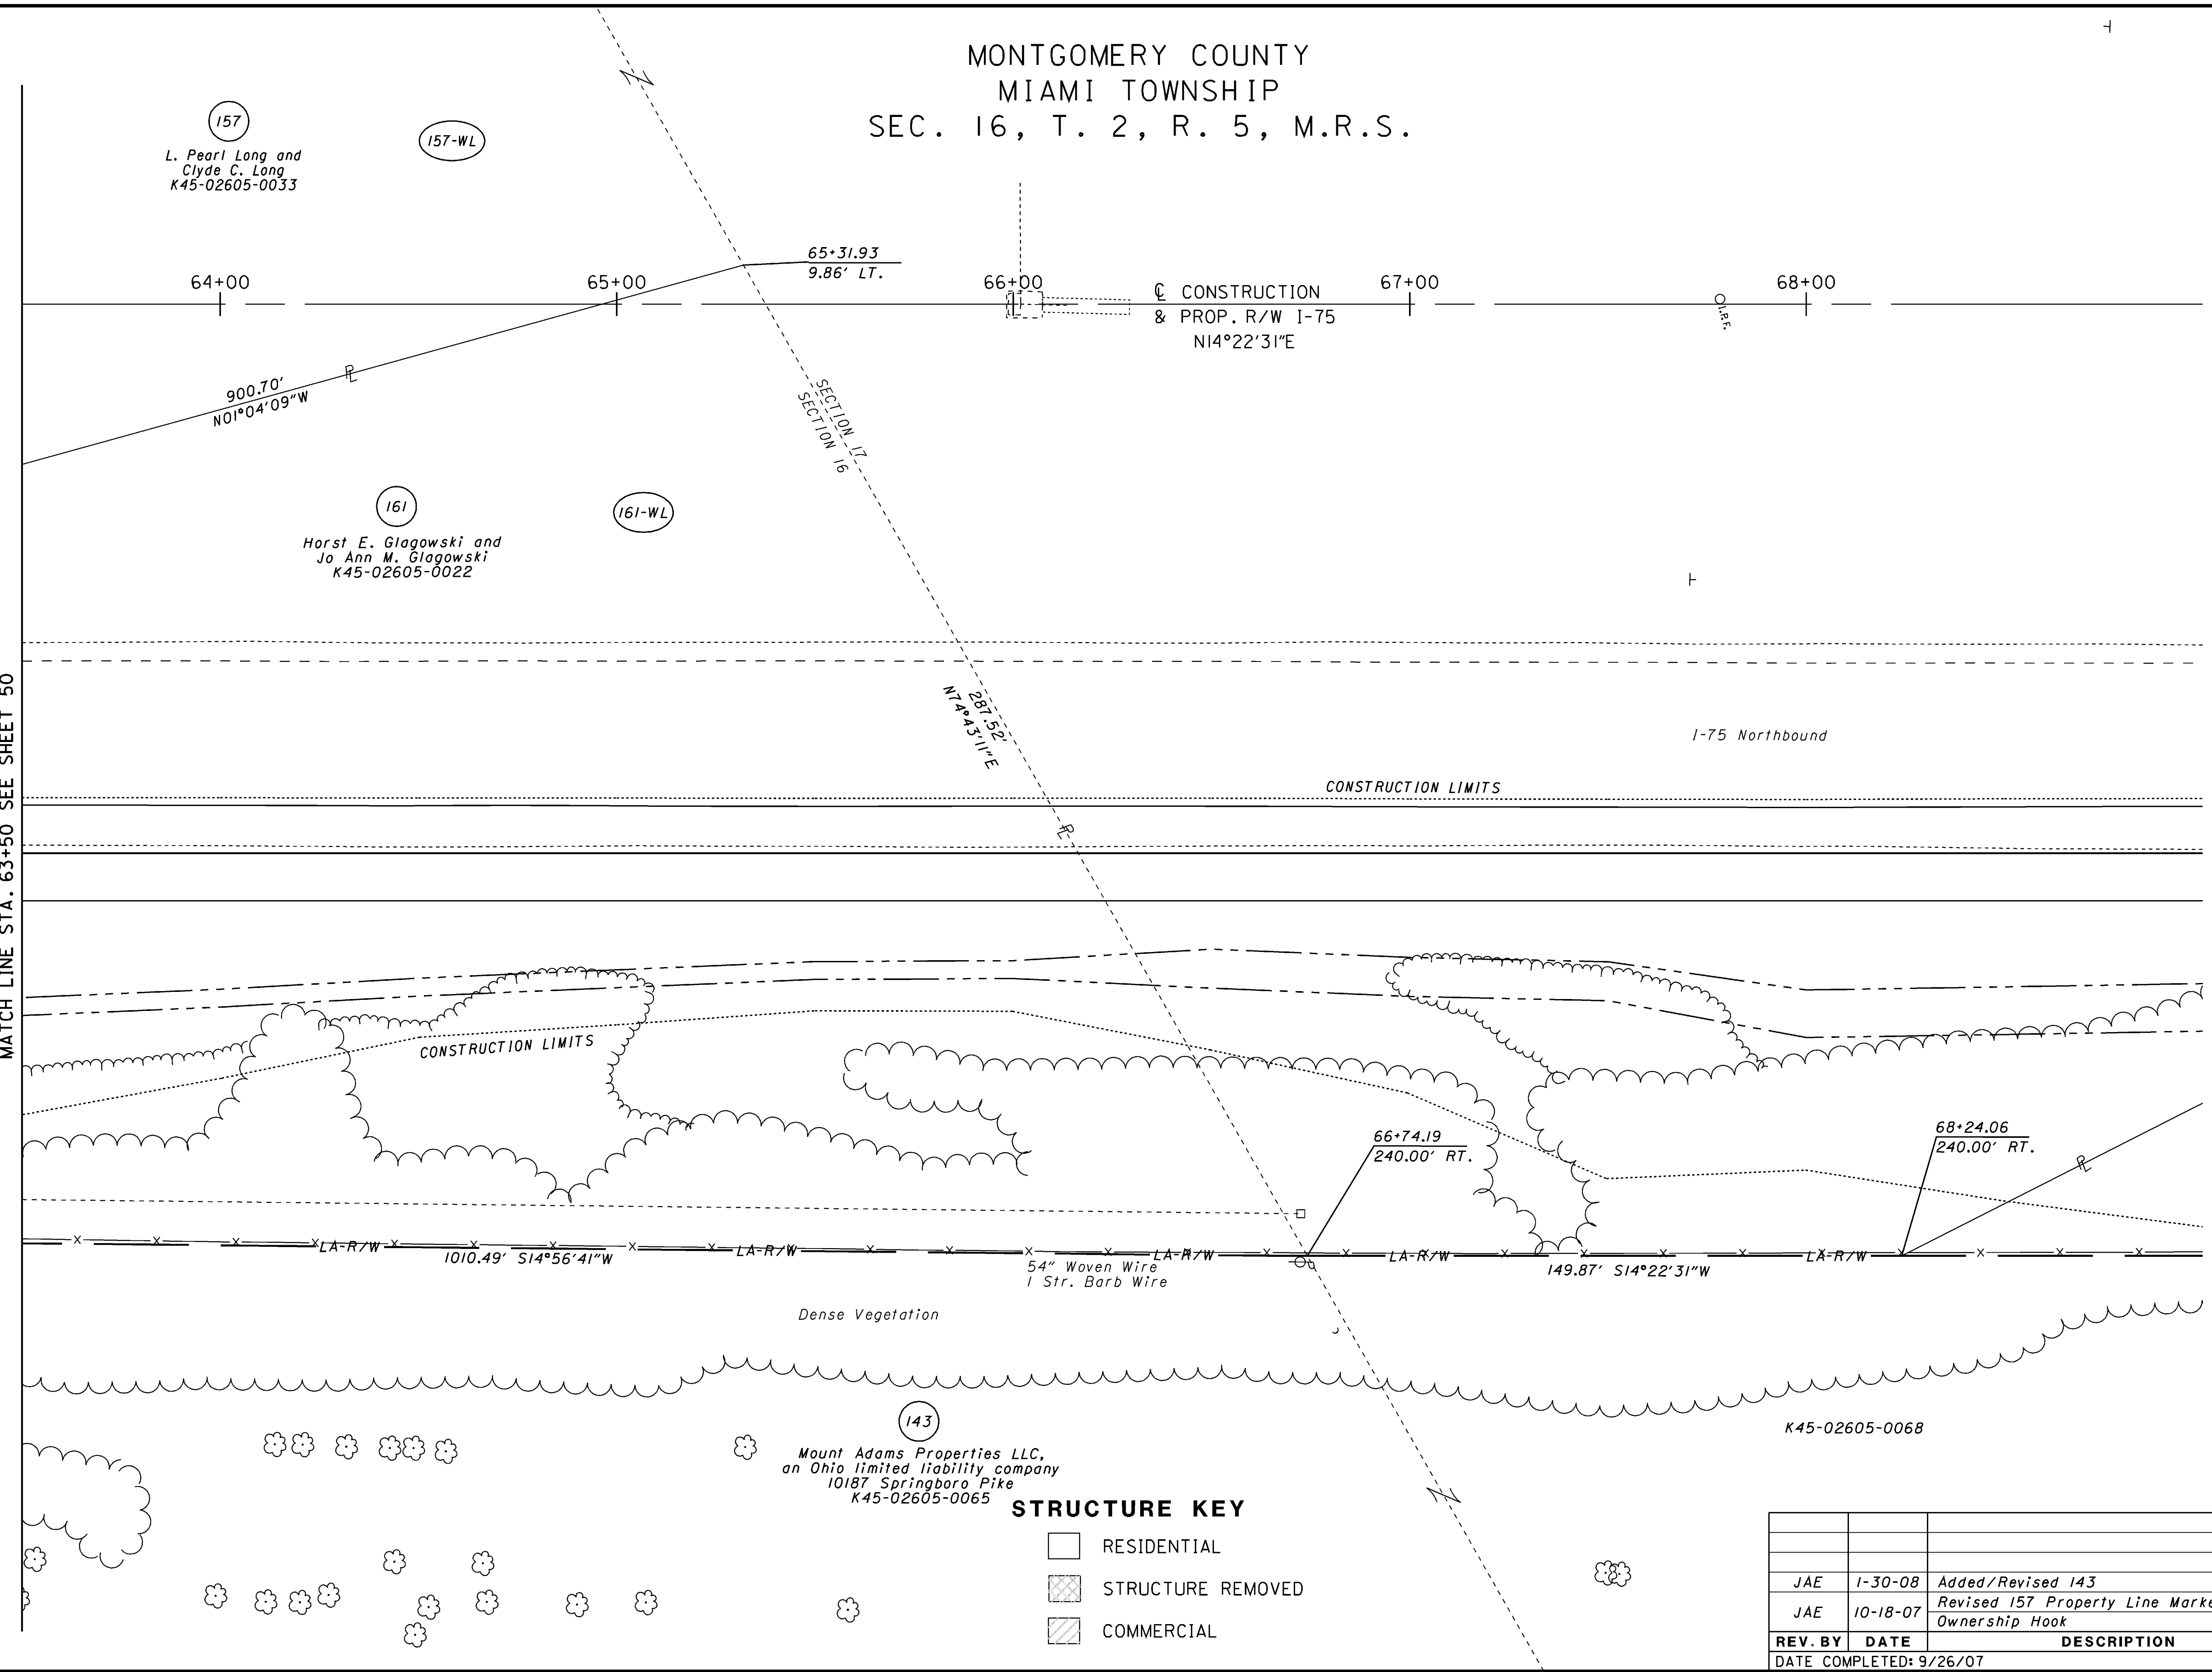 MONTGOMERY COUNTY
MIAMI TOWNSHIP
SEC. 16, T. 2, R. 5, M.R.S.
157
157-WL
L. Pearl Long and
Clyde C. Long
K45-02605-0033
65+31.93
9.86' LT.
64+00
65+00
66+00
67+00
68+00
℄ CONSTRUCTION
& PROP. R/W I-75
N14°22'31"E
I.P.F.
900.70'
N01°04'09"W
PL
SECTION 17
SECTION 16
161
161-WL
Horst E. Glagowski and
Jo Ann M. Glagowski
K45-02605-0022
MATCH LINE STA. 63+50 SEE SHEET 50
287.52'
N74°43'11"E
I-75 Northbound
CONSTRUCTION LIMITS
PL
CONSTRUCTION LIMITS
66+74.19
240.00' RT.
68+24.06
240.00' RT.
PL
LA-R/W
LA-R/W
LA-R/W
LA-R/W
LA-R/W
1010.49' S14°56'41"W
54" Woven Wire
1 Str. Barb Wire
149.87' S14°22'31"W
Dense Vegetation
143
Mount Adams Properties LLC,
an Ohio limited liability company
10187 Springboro Pike
K45-02605-0065
K45-02605-0068
STRUCTURE KEY
RESIDENTIAL
STRUCTURE REMOVED
COMMERCIAL
JAE 1-30-08 Added/Revised 143
JAE 10-18-07 Revised 157 Property Line Marke
Ownership Hook
REV. BY DATE DESCRIPTION
DATE COMPLETED: 9/26/07